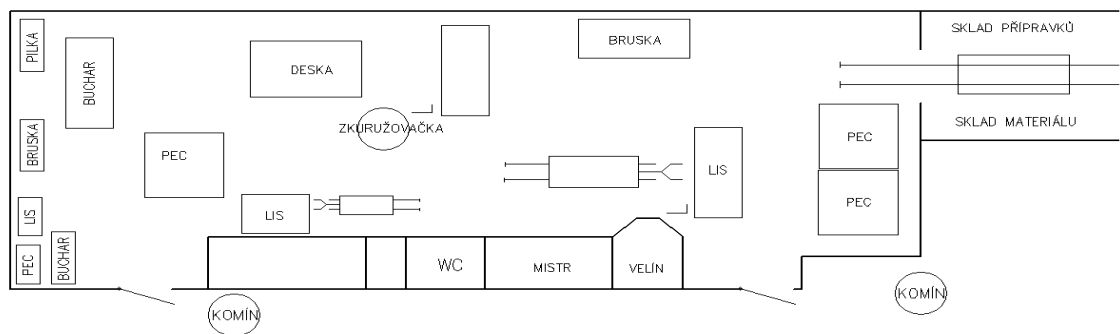 SKLAD PŘÍPRAVKŮ
PILKA
BRUSKA
BUCHAR
DESKA
ZKURUŽOVAČKA
BRUSKA
PEC
SKLAD MATERIÁLU
PEC
LIS
PEC
LIS
LIS
PEC
BUCHAR
WC
MISTR
VELÍN
KOMÍN
KOMÍN